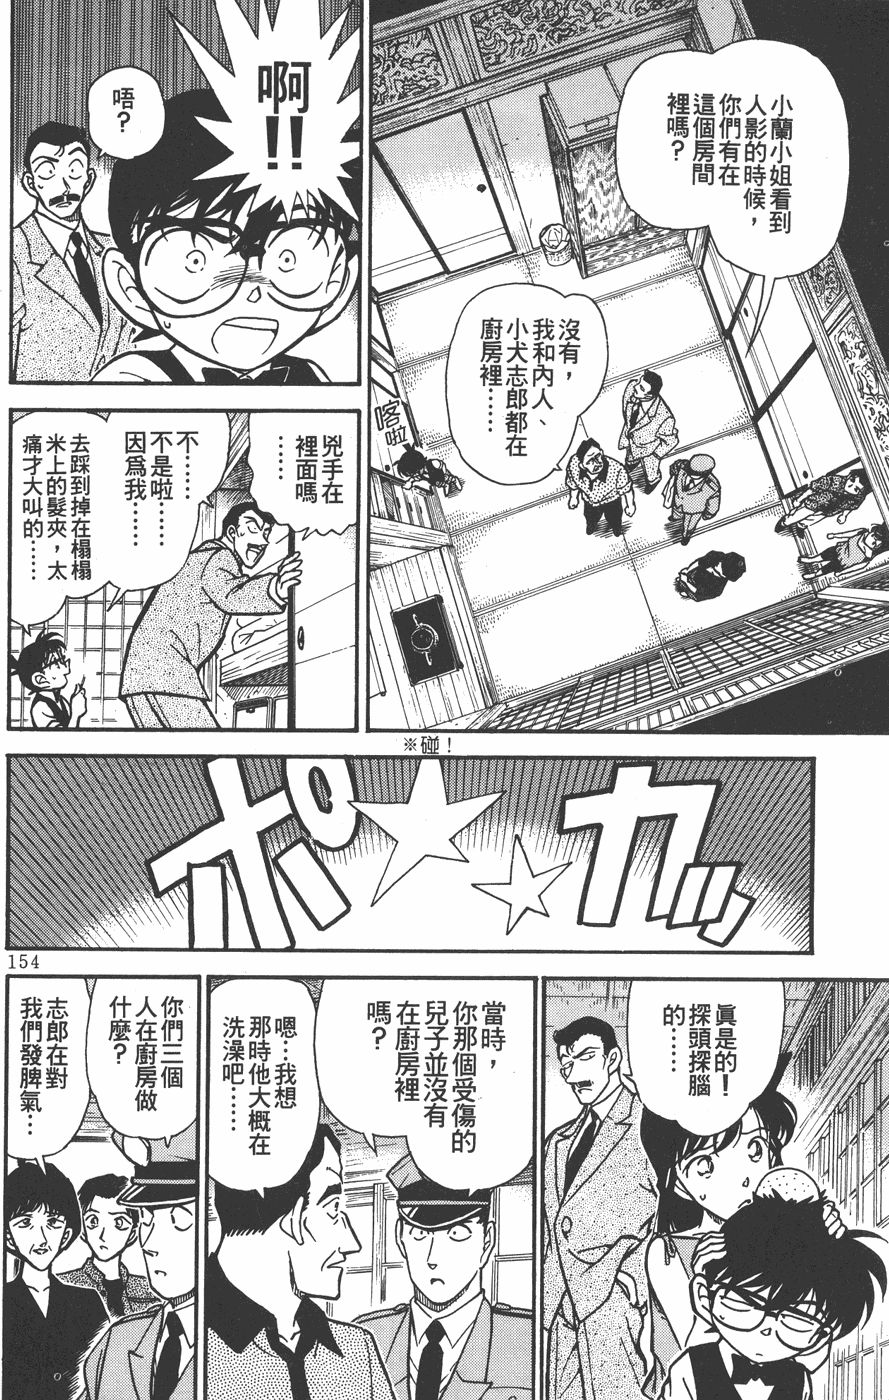 小蘭小姐看到
人影的時候，
你們有在
這個房間
裡嗎？
沒有，
我和內人、
小犬志郎都在
廚房裡……
喀啦
啊!!
唔？
兇手在
裡面嗎
……
不……
不是啦…
因為我…
去踩到掉在榻榻
米上的髮夾，太
痛才大叫的……
※碰！
ポカッ
154
真是的！
探頭探腦
的……
當時，
你那個受傷的
兒子並沒有
在廚房裡
嗎？
嗯…我想
那時他大概在
洗澡吧……
你們三個
人在廚房做
什麼？
志郎在對
我們發脾氣…